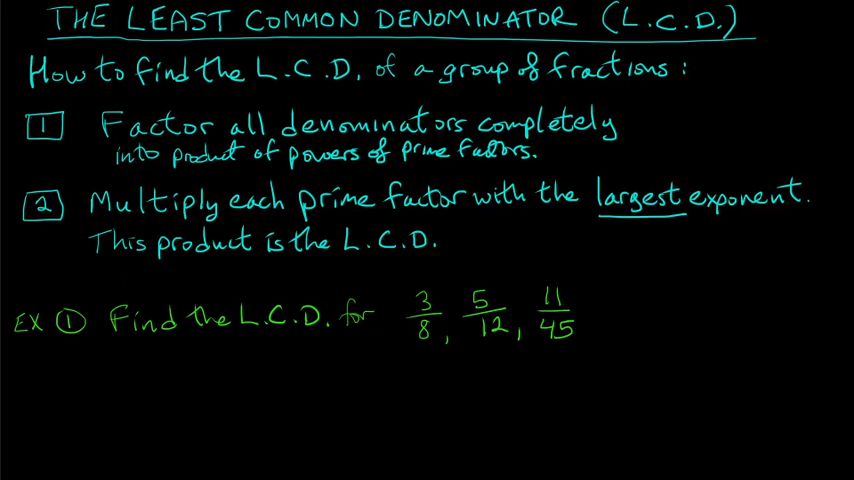 THE LEAST COMMON DENOMINATOR (L.C.D.)
How to find the L.C.D. of a group of fractions:
1 Factor all denominators completely
into product of powers of prime factors.
2 Multiply each prime factor with the largest exponent.
This product is the L.C.D.
EX 1 Find the L.C.D. for 3/8, 5/12, 11/45